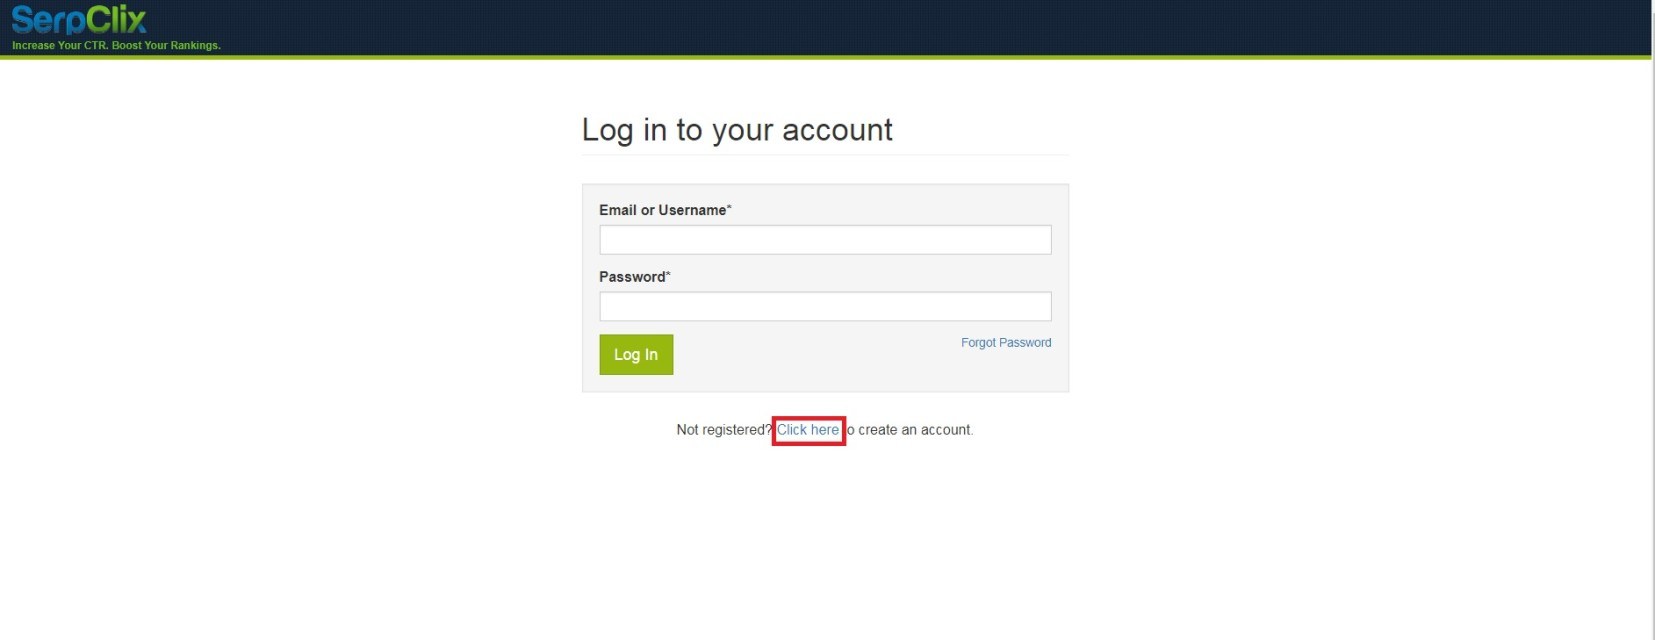 SerpClix
Increase Your CTR. Boost Your Rankings.
Log in to your account
Email or Username*
Password*
Log In
Forgot Password
Not registered? Click here o create an account.